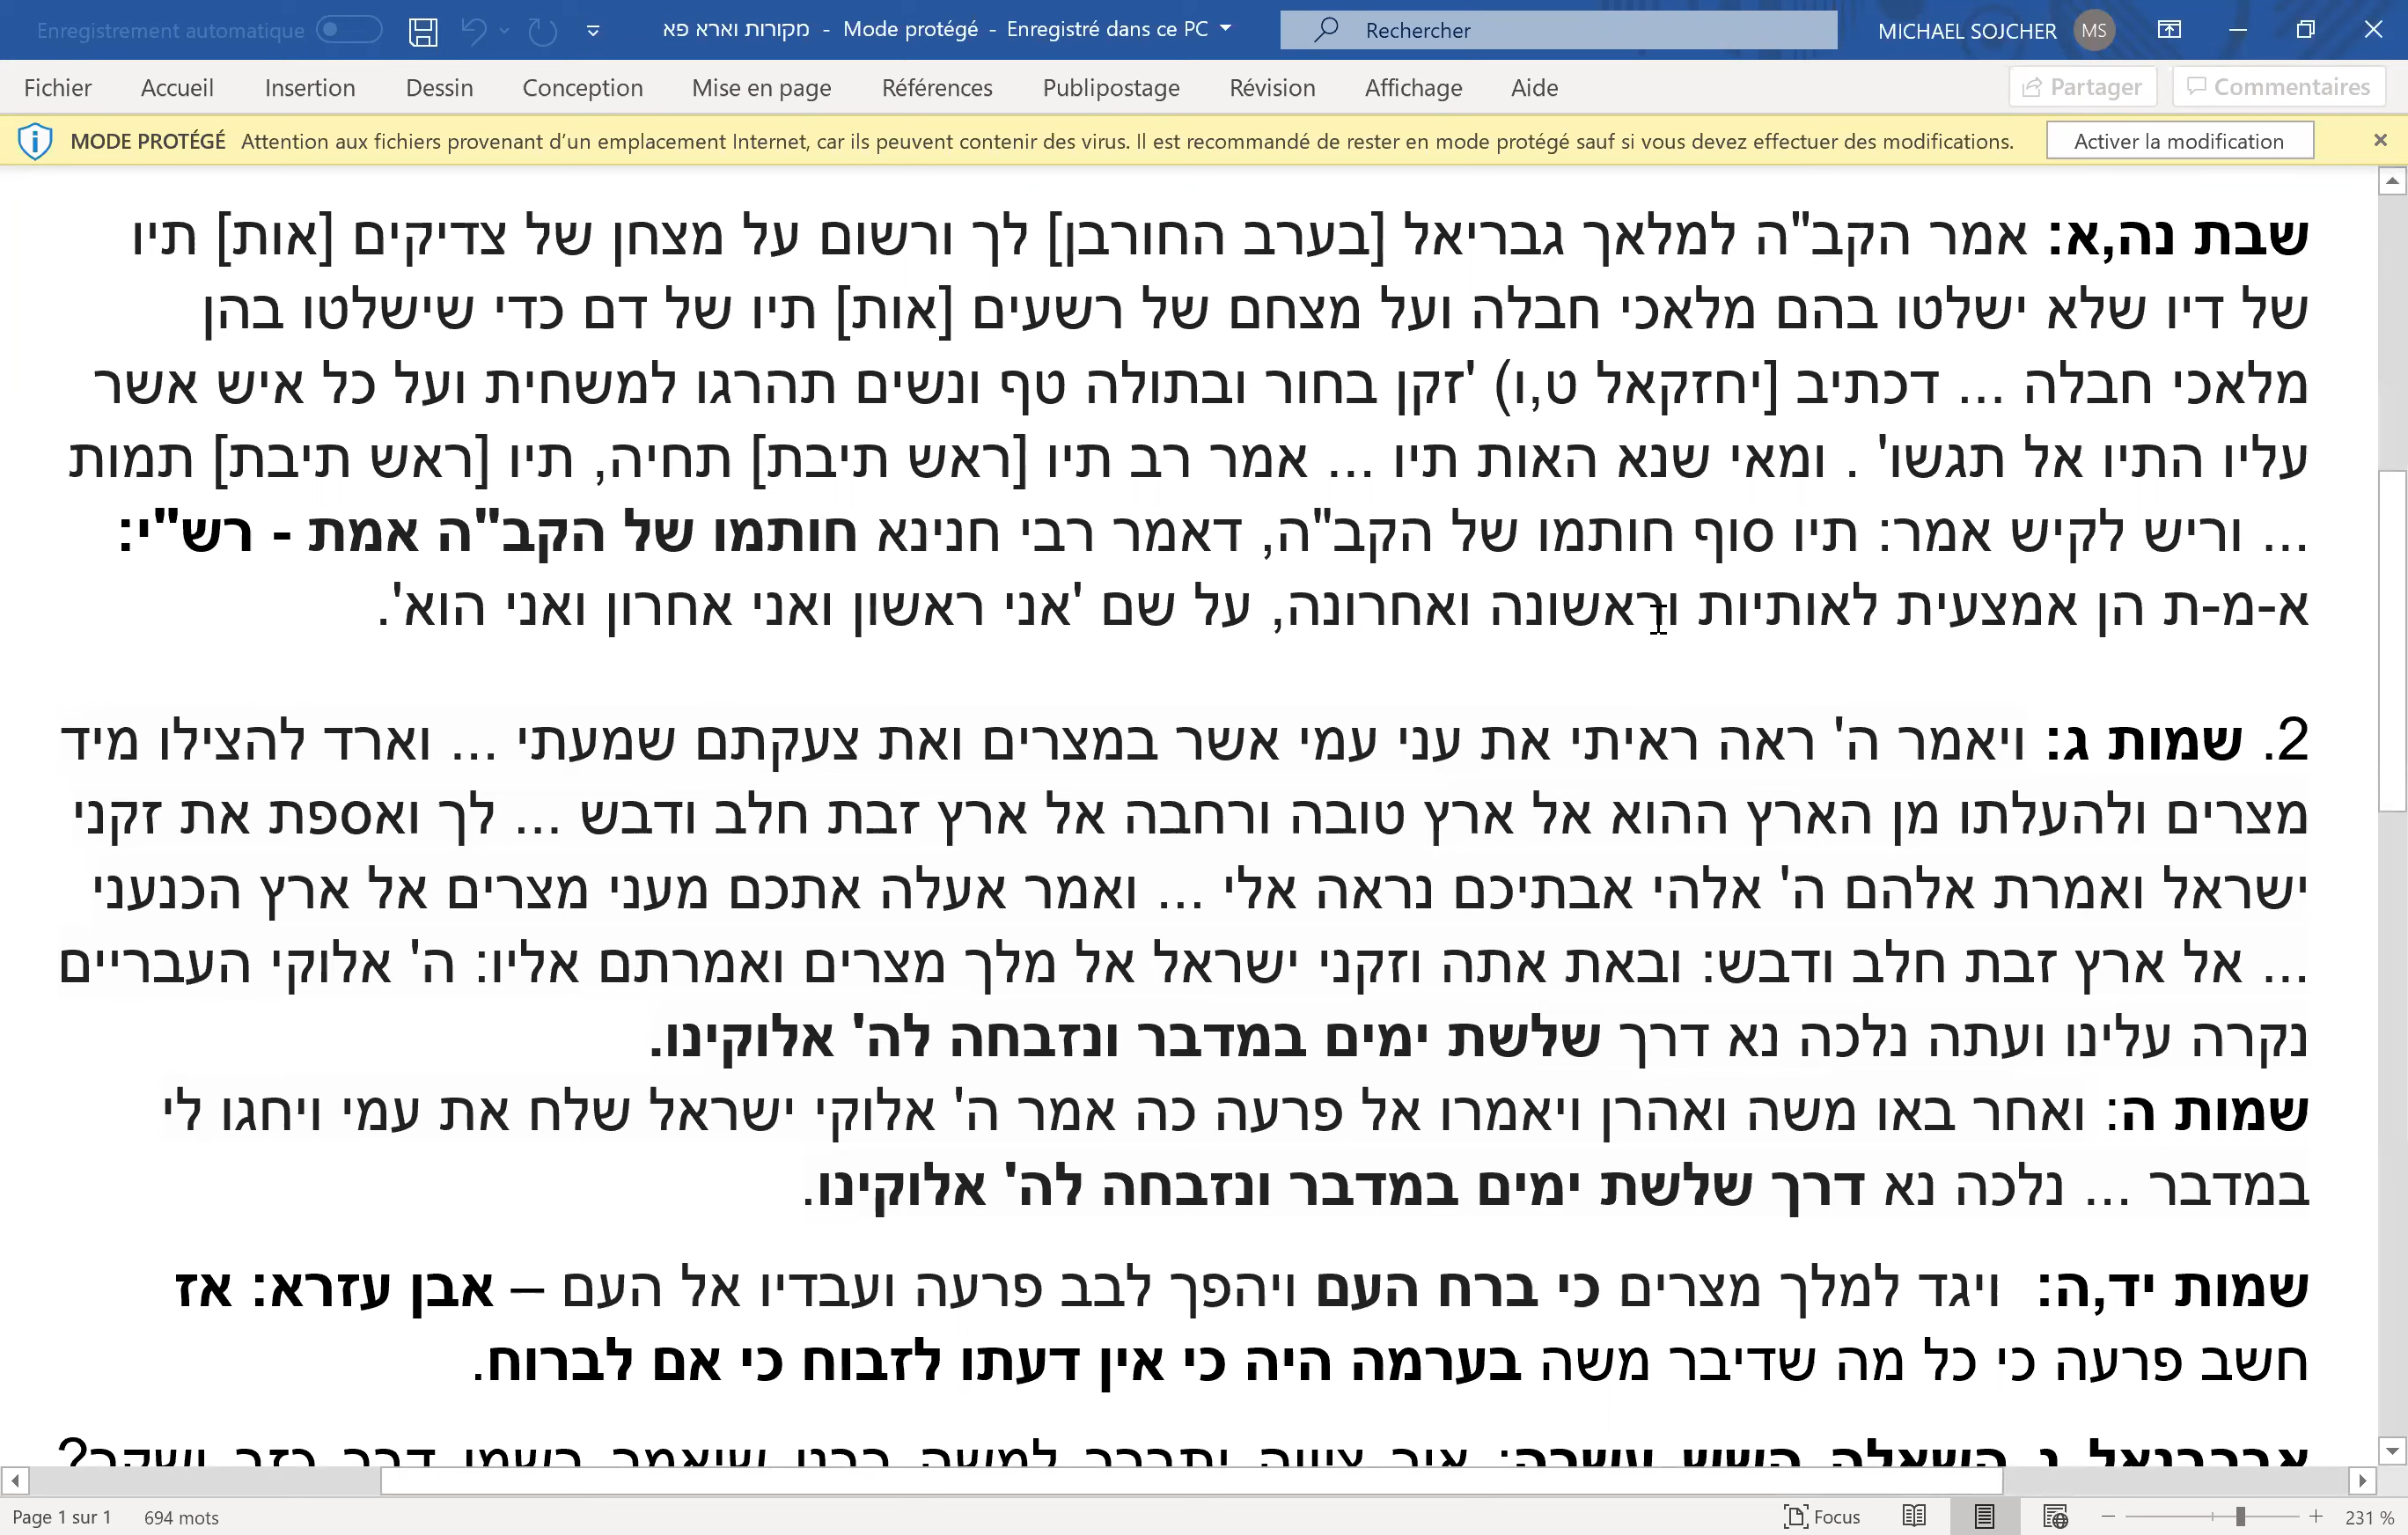 Enregistrement automatique
מקורות וארא פא - Mode protégé - Enregistré dans ce PC
Rechercher
MICHAEL SOJCHER MS
Fichier Accueil Insertion Dessin Conception Mise en page Références Publipostage Révision Affichage Aide Partager Commentaires
MODE PROTÉGÉ Attention aux fichiers provenant d’un emplacement Internet, car ils peuvent contenir des virus. Il est recommandé de rester en mode protégé sauf si vous devez effectuer des modifications. Activer la modification
שבת נה,א: אמר הקב"ה למלאך גבריאל [בערב החורבן] לך ורשום על מצחן של צדיקים [אות] תיו
של דיו שלא ישלטו בהם מלאכי חבלה ועל מצחם של רשעים [אות] תיו של דם כדי שישלטו בהן
מלאכי חבלה ... דכתיב [יחזקאל ט,ו) 'זקן בחור ובתולה טף ונשים תהרגו למשחית ועל כל איש אשר
עליו התיו אל תגשו' . ומאי שנא האות תיו ... אמר רב תיו [ראש תיבת] תחיה, תיו [ראש תיבת] תמות
... וריש לקיש אמר: תיו סוף חותמו של הקב"ה, דאמר רבי חנינא חותמו של הקב"ה אמת - רש"י:
א-מ-ת הן אמצעית לאותיות וראשונה ואחרונה, על שם 'אני ראשון ואני אחרון ואני הוא'.
2. שמות ג: ויאמר ה' ראה ראיתי את עני עמי אשר במצרים ואת צעקתם שמעתי ... וארד להצילו מיד
מצרים ולהעלתו מן הארץ ההוא אל ארץ טובה ורחבה אל ארץ זבת חלב ודבש ... לך ואספת את זקני
ישראל ואמרת אלהם ה' אלהי אבתיכם נראה אלי ... ואמר אעלה אתכם מעני מצרים אל ארץ הכנעני
... אל ארץ זבת חלב ודבש: ובאת אתה וזקני ישראל אל מלך מצרים ואמרתם אליו: ה' אלוקי העבריים
נקרה עלינו ועתה נלכה נא דרך שלשת ימים במדבר ונזבחה לה' אלוקינו.
שמות ה: ואחר באו משה ואהרן ויאמרו אל פרעה כה אמר ה' אלוקי ישראל שלח את עמי ויחגו לי
במדבר ... נלכה נא דרך שלשת ימים במדבר ונזבחה לה' אלוקינו.
שמות יד,ה: ויגד למלך מצרים כי ברח העם ויהפך לבב פרעה ועבדיו אל העם – אבן עזרא: אז
חשב פרעה כי כל מה שדיבר משה בערמה היה כי אין דעתו לזבוח כי אם לברוח.
אברבנאל ג השאלה השש עשרה: איך ציווה יתברך למשה רבנו שיאמר בשמו דבר כזב ושקר?
Page 1 sur 1 694 mots Focus 231 %